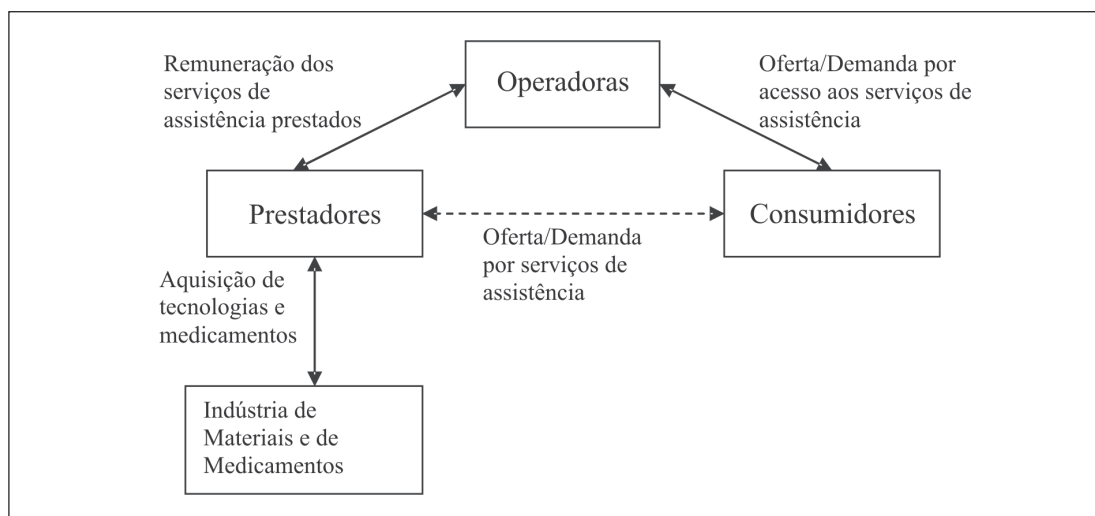 Remuneração dos
serviços de
assistência prestados
Operadoras
Oferta/Demanda por
acesso aos serviços de
assistência
Prestadores
Consumidores
Oferta/Demanda
por serviços de
assistência
Aquisição de
tecnologias e
medicamentos
Indústria de
Materiais e de
Medicamentos